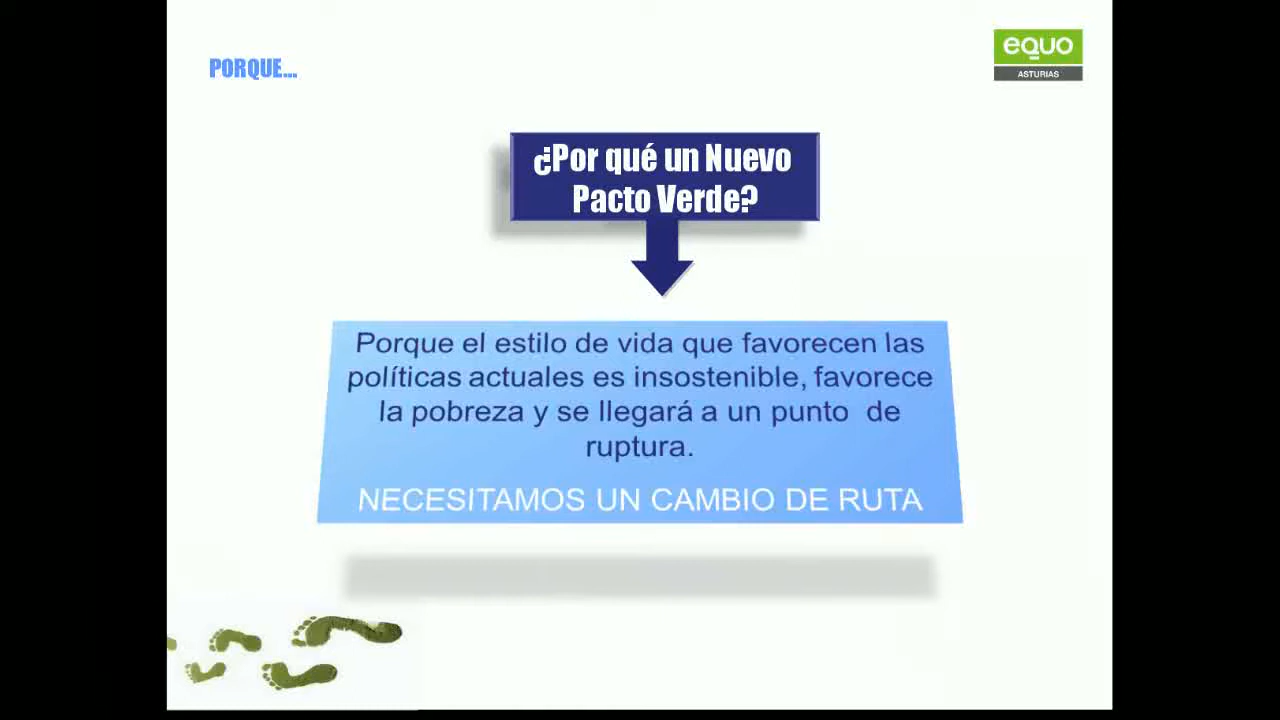 PORQUE...
equo
ASTURIAS
¿Por qué un Nuevo
Pacto Verde?
Porque el estilo de vida que favorecen las
políticas actuales es insostenible, favorece
la pobreza y se llegará a un punto de
ruptura.
NECESITAMOS UN CAMBIO DE RUTA